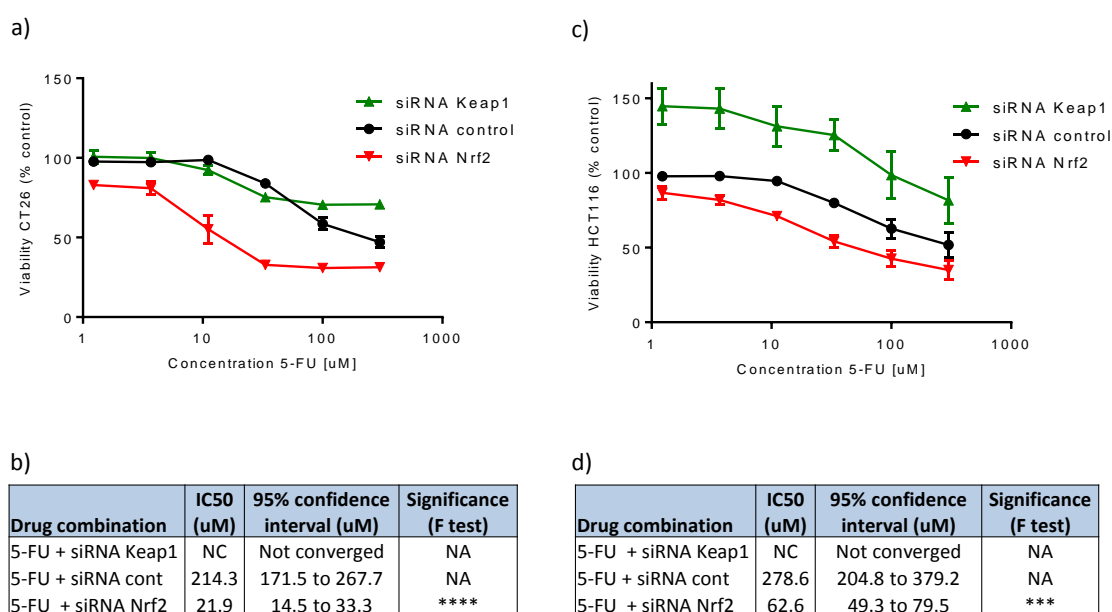 a)
150
100
50
0
1
10
100
1000
Viability CT26 (% control)
Concentration 5-FU [uM]
siRNA Keap1
siRNA control
siRNA Nrf2
c)
150
100
50
0
1
10
100
1000
Viability HCT116 (% control)
Concentration 5-FU [uM]
siRNA Keap1
siRNA control
siRNA Nrf2
b)
Drug combination IC50 (uM) 95% confidence interval (uM) Significance (F test)
5-FU + siRNA Keap1 NC Not converged NA
5-FU + siRNA cont 214.3 171.5 to 267.7 NA
5-FU + siRNA Nrf2 21.9 14.5 to 33.3 ****
d)
Drug combination IC50 (uM) 95% confidence interval (uM) Significance (F test)
5-FU + siRNA Keap1 NC Not converged NA
5-FU + siRNA cont 278.6 204.8 to 379.2 NA
5-FU + siRNA Nrf2 62.6 49.3 to 79.5 ***